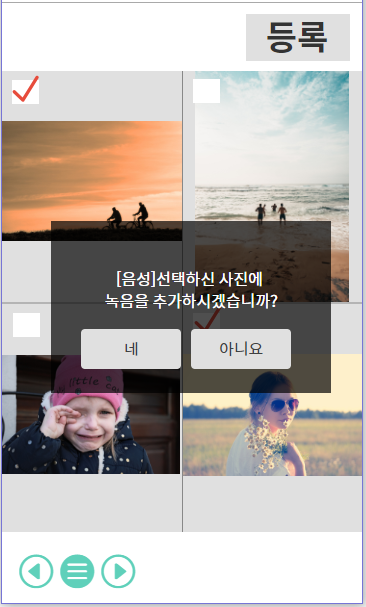 등록
[음성]선택하신 사진에
녹음을 추가하시겠습니까?
네
아니요
little